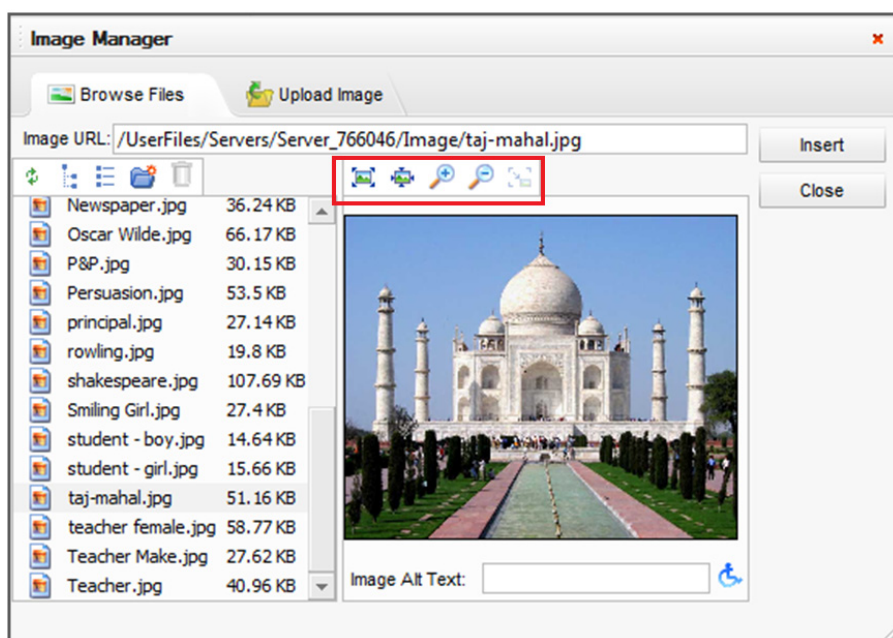 Image Manager
Browse Files
Upload Image
Image URL: /UserFiles/Servers/Server_766046/Image/taj-mahal.jpg
Insert
Close
Newspaper.jpg 36.24 KB
Oscar Wilde.jpg 66.17 KB
P&P.jpg 30.15 KB
Persuasion.jpg 53.5 KB
principal.jpg 27.14 KB
rowling.jpg 19.8 KB
shakespeare.jpg 107.69 KB
Smiling Girl.jpg 27.4 KB
student - boy.jpg 14.64 KB
student - girl.jpg 15.66 KB
taj-mahal.jpg 51.16 KB
teacher female.jpg 58.77 KB
Teacher Make.jpg 27.62 KB
Teacher.jpg 40.96 KB
Image Alt Text: